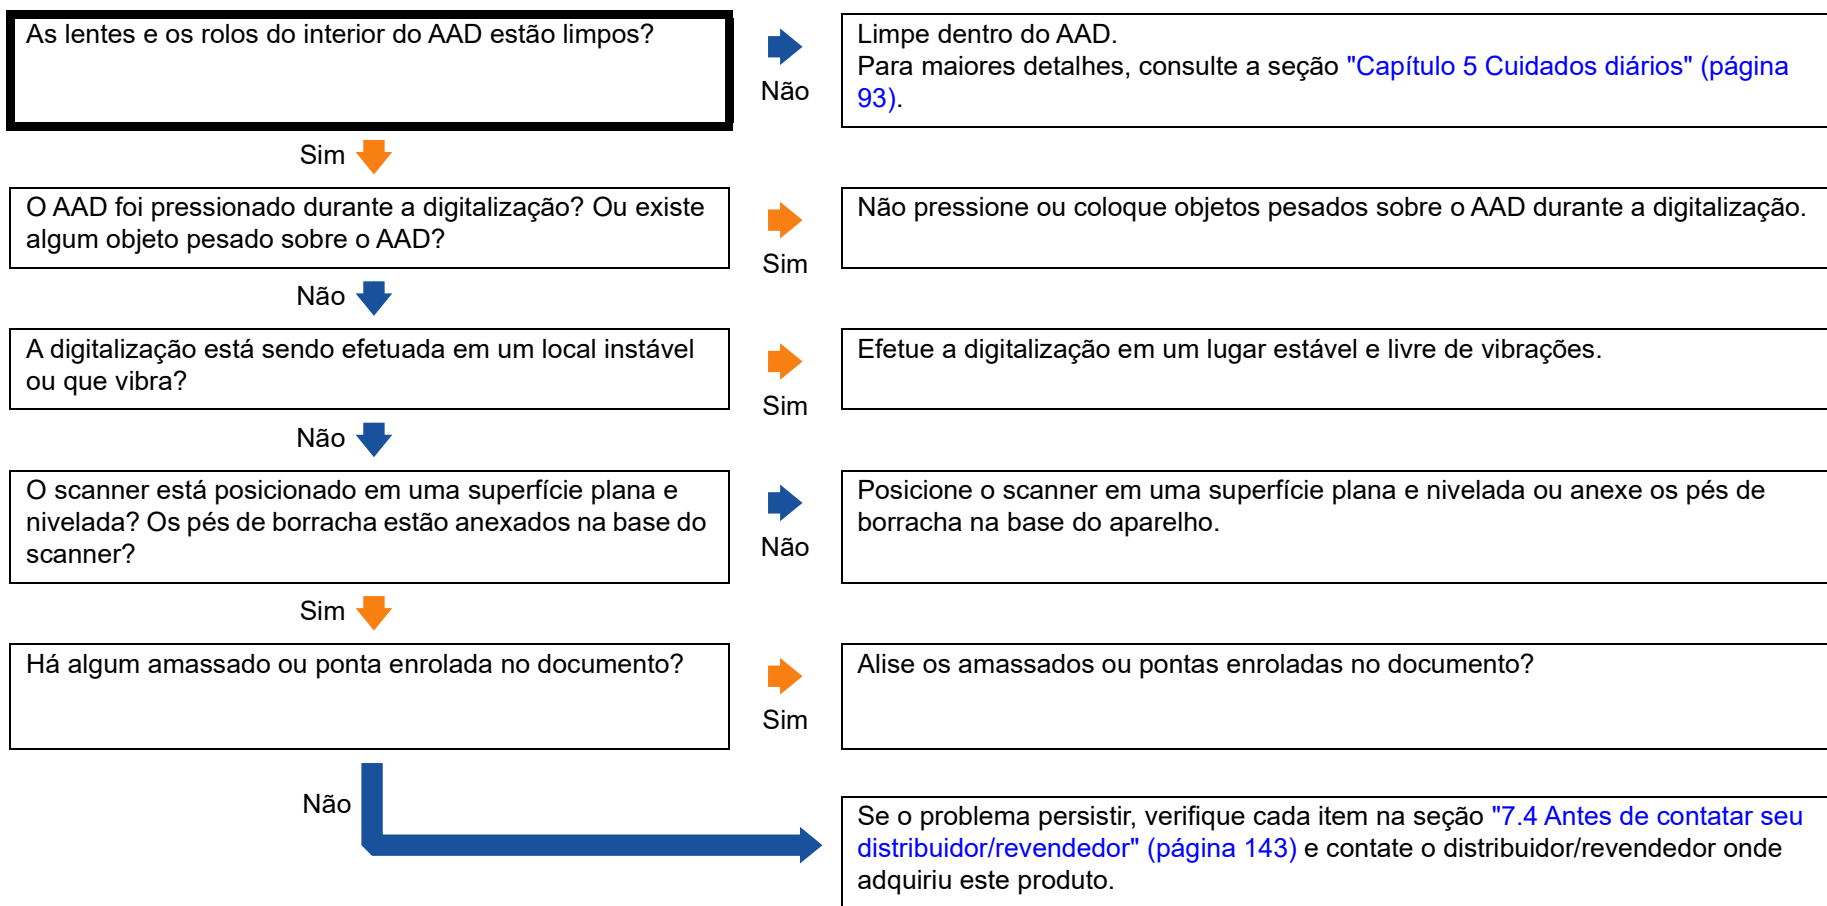 As lentes e os rolos do interior do AAD estão limpos?
Não
Limpe dentro do AAD.
Para maiores detalhes, consulte a seção "Capítulo 5 Cuidados diários" (página
93).
Sim
O AAD foi pressionado durante a digitalização? Ou existe
algum objeto pesado sobre o AAD?
Sim
Não pressione ou coloque objetos pesados sobre o AAD durante a digitalização.
Não
A digitalização está sendo efetuada em um local instável
ou que vibra?
Sim
Efetue a digitalização em um lugar estável e livre de vibrações.
Não
O scanner está posicionado em uma superfície plana e
nivelada? Os pés de borracha estão anexados na base do
scanner?
Não
Posicione o scanner em uma superfície plana e nivelada ou anexe os pés de
borracha na base do aparelho.
Sim
Há algum amassado ou ponta enrolada no documento?
Sim
Alise os amassados ou pontas enroladas no documento?
Não
Se o problema persistir, verifique cada item na seção "7.4 Antes de contatar seu
distribuidor/revendedor" (página 143) e contate o distribuidor/revendedor onde
adquiriu este produto.